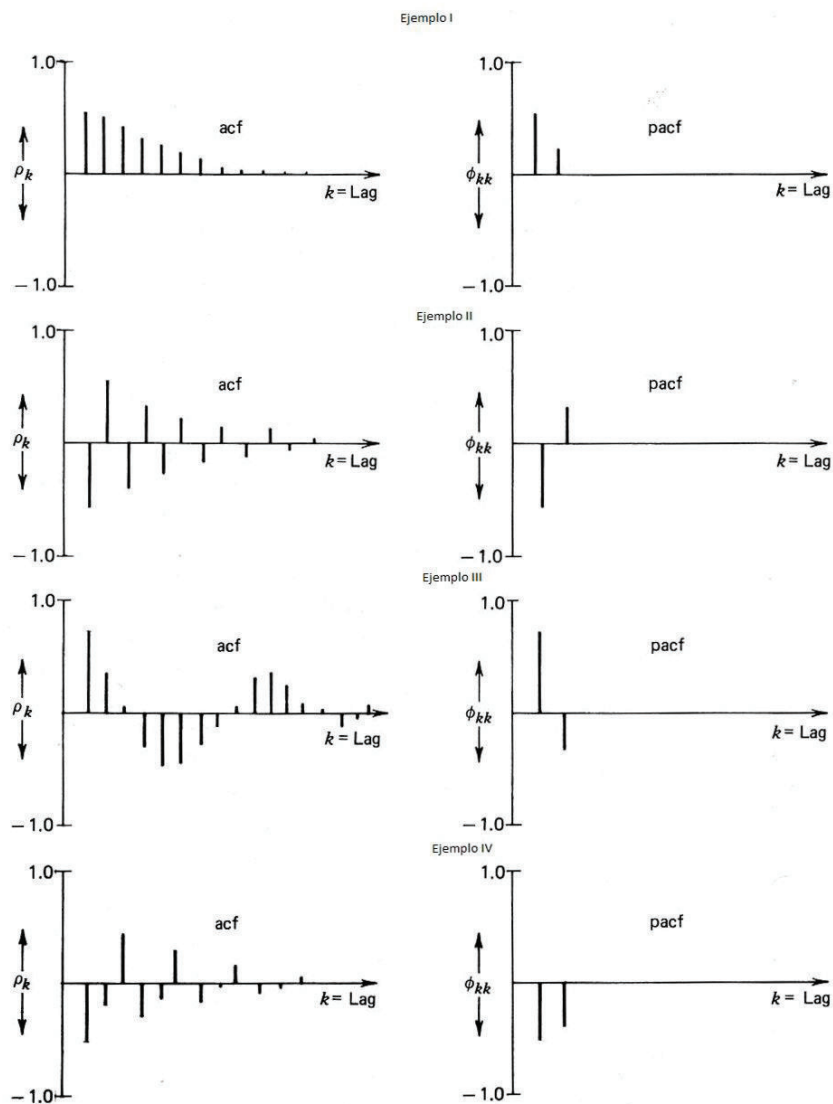 Ejemplo I
1.0
acf
ρk
k = Lag
− 1.0
pacf
ϕkk
k = Lag
− 1.0
Ejemplo II
1.0
acf
ρk
k = Lag
− 1.0
pacf
ϕkk
k = Lag
− 1.0
1.0
Ejemplo III
1.0
acf
ρk
k = Lag
− 1.0
1.0
pacf
ϕkk
k = Lag
− 1.0
Ejemplo IV
1.0
acf
ρk
k = Lag
− 1.0
1.0
pacf
ϕkk
k = Lag
− 1.0
1.0